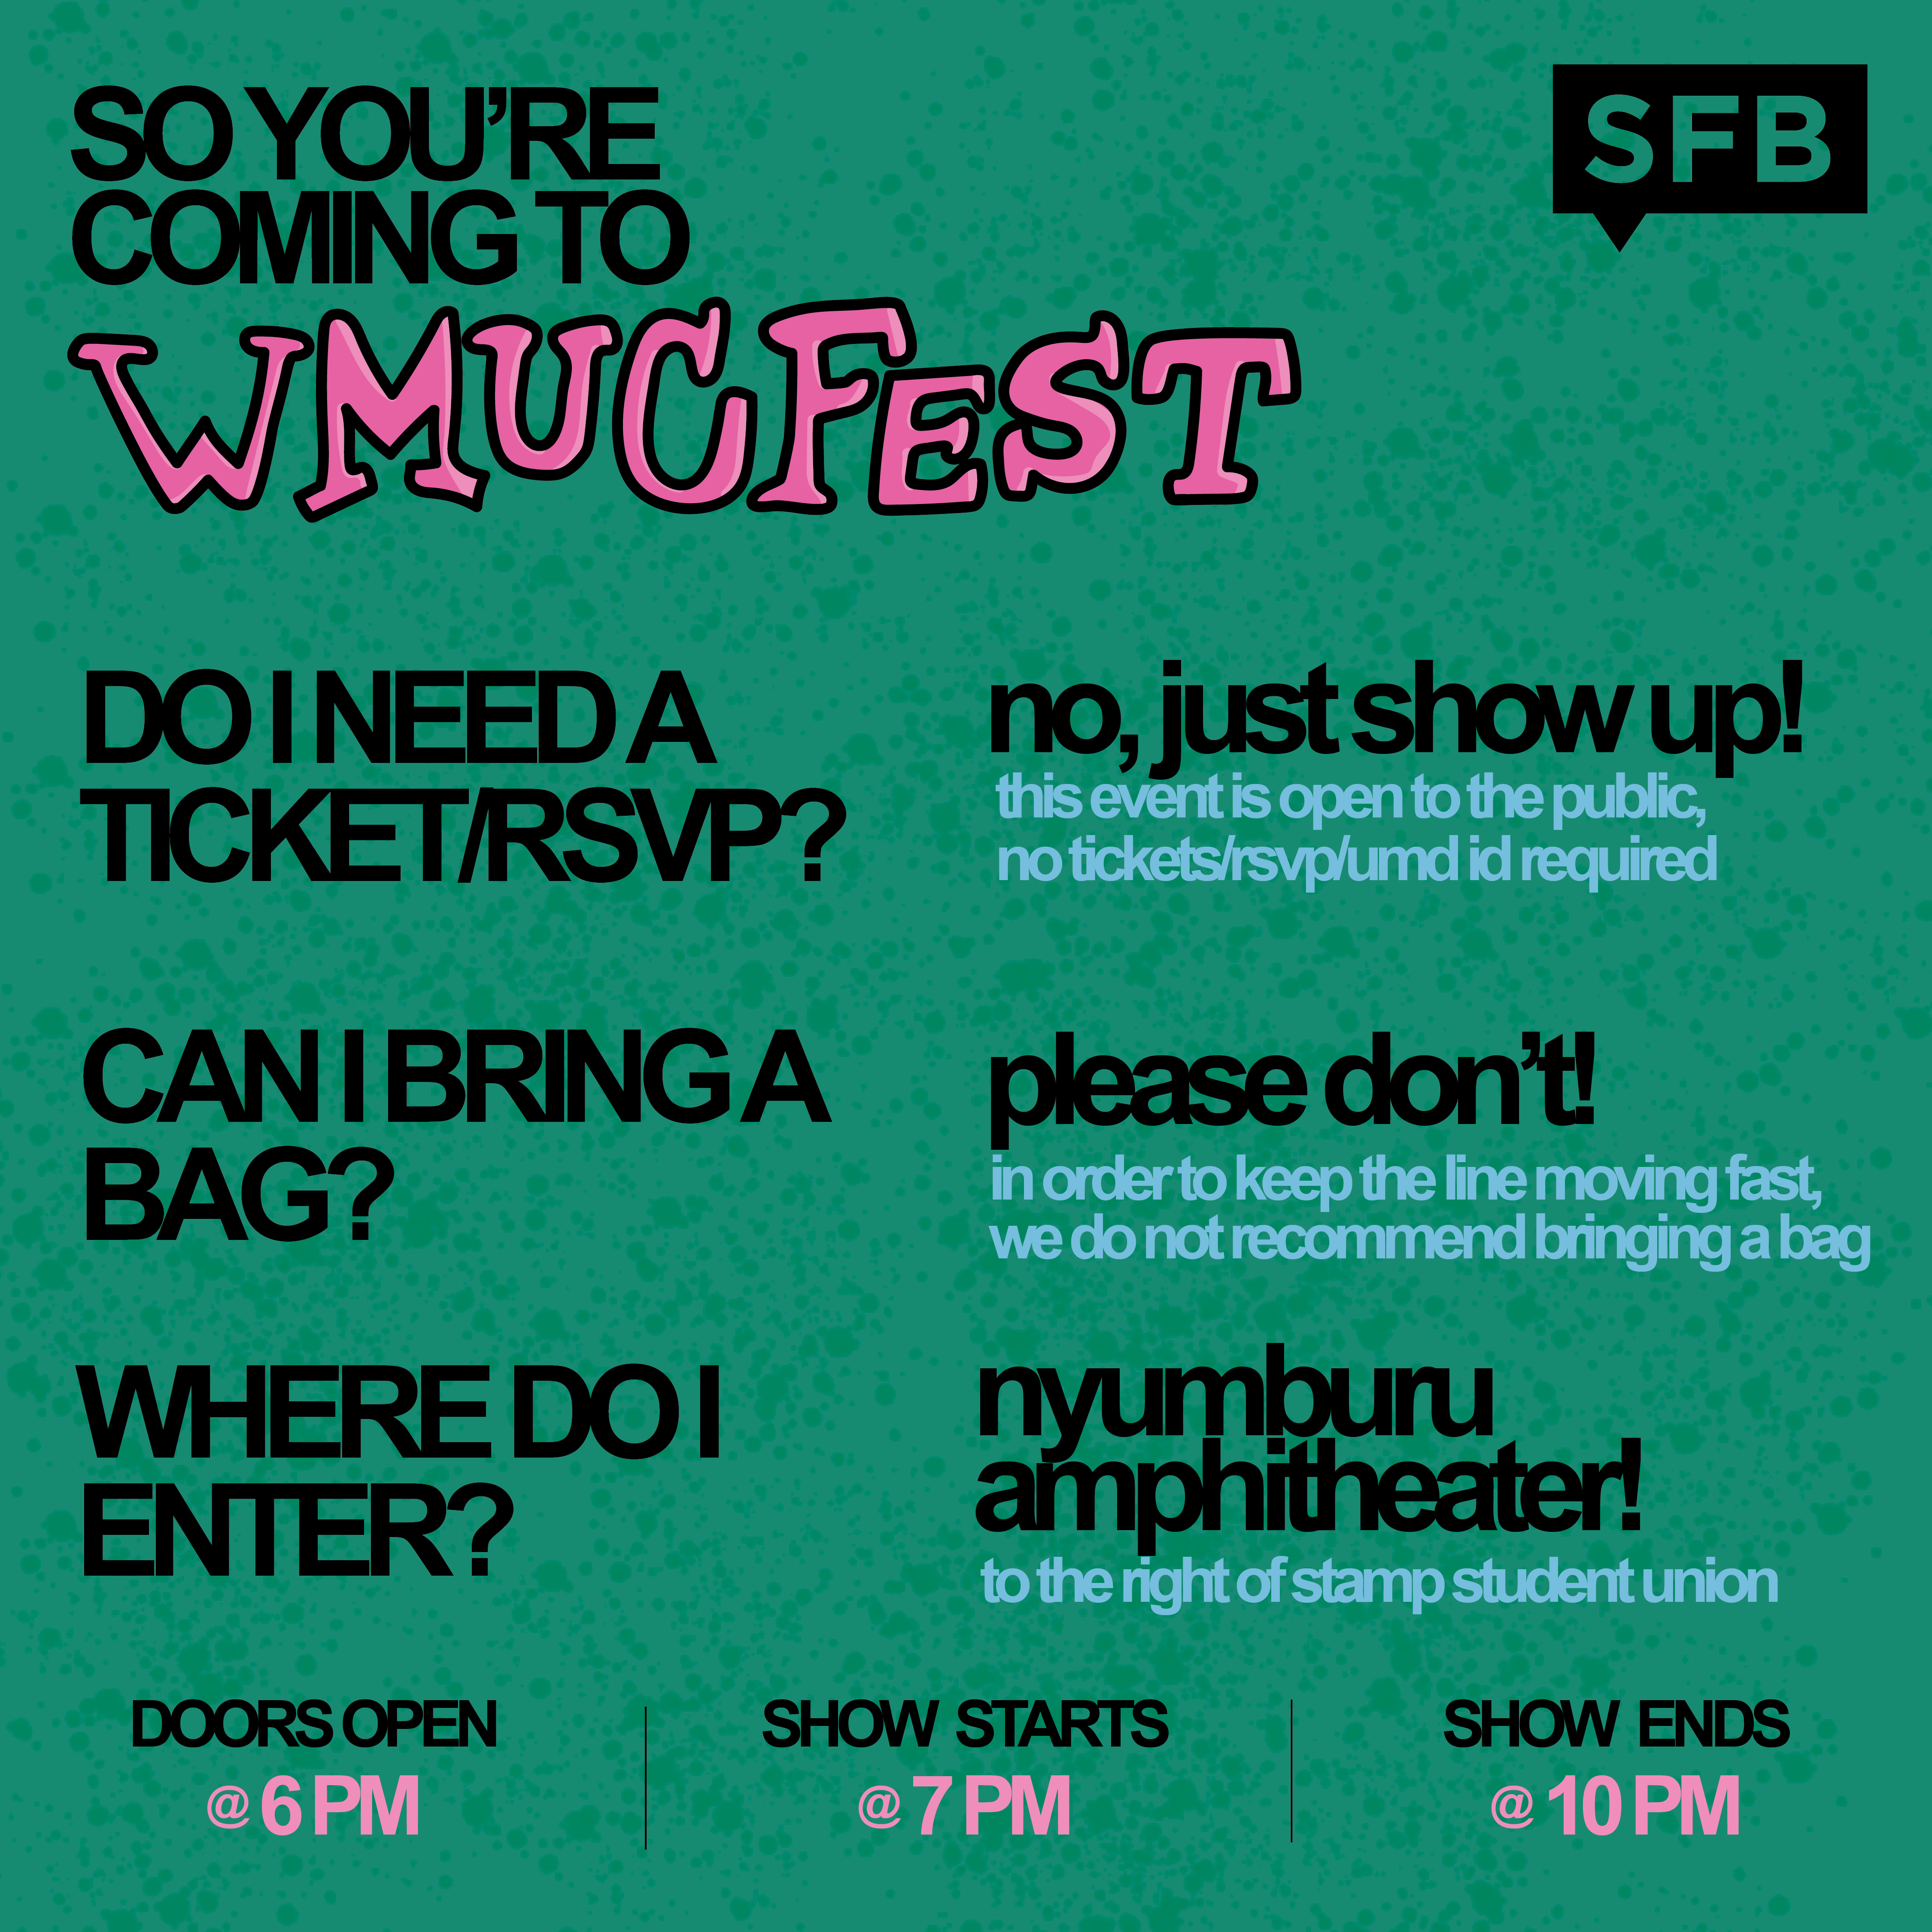 SO YOU'RE
COMING TO
SFB
WMUCFEST
DO I NEED A
TICKET/RSVP?
no, just show up!
this event is open to the public,
no tickets/rsvp/umd id required
CAN I BRING A
BAG?
please don't!
in order to keep the line moving fast,
we do not recommend bringing a bag
WHERE DO I
ENTER?
nyumburu
amphitheater!
to the right of stamp student union
DOORS OPEN
@ 6 PM
SHOW STARTS
@ 7 PM
SHOW ENDS
@ 10 PM